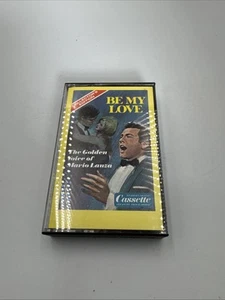 BE MY
LOVE
The Golden
Voice of
Mario Lanza
Cassette